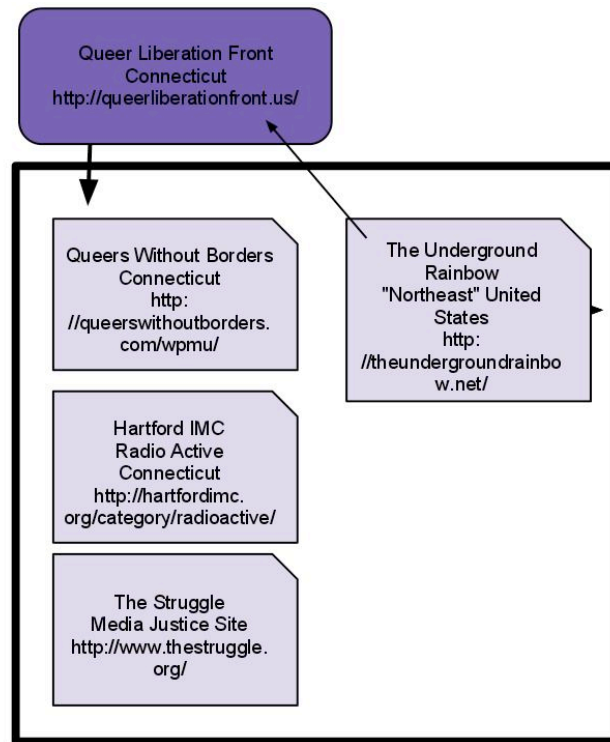 Queer Liberation Front
Connecticut
http://queerliberationfront.us/
Queers Without Borders
Connecticut
http:
//queerswithoutborders.
com/wpmu/
The Underground
Rainbow
"Northeast" United
States
http:
//theundergroundrainbo
w.net/
Hartford IMC
Radio Active
Connecticut
http://hartfordimc.
org/category/radioactive/
The Struggle
Media Justice Site
http://www.thestruggle.
org/